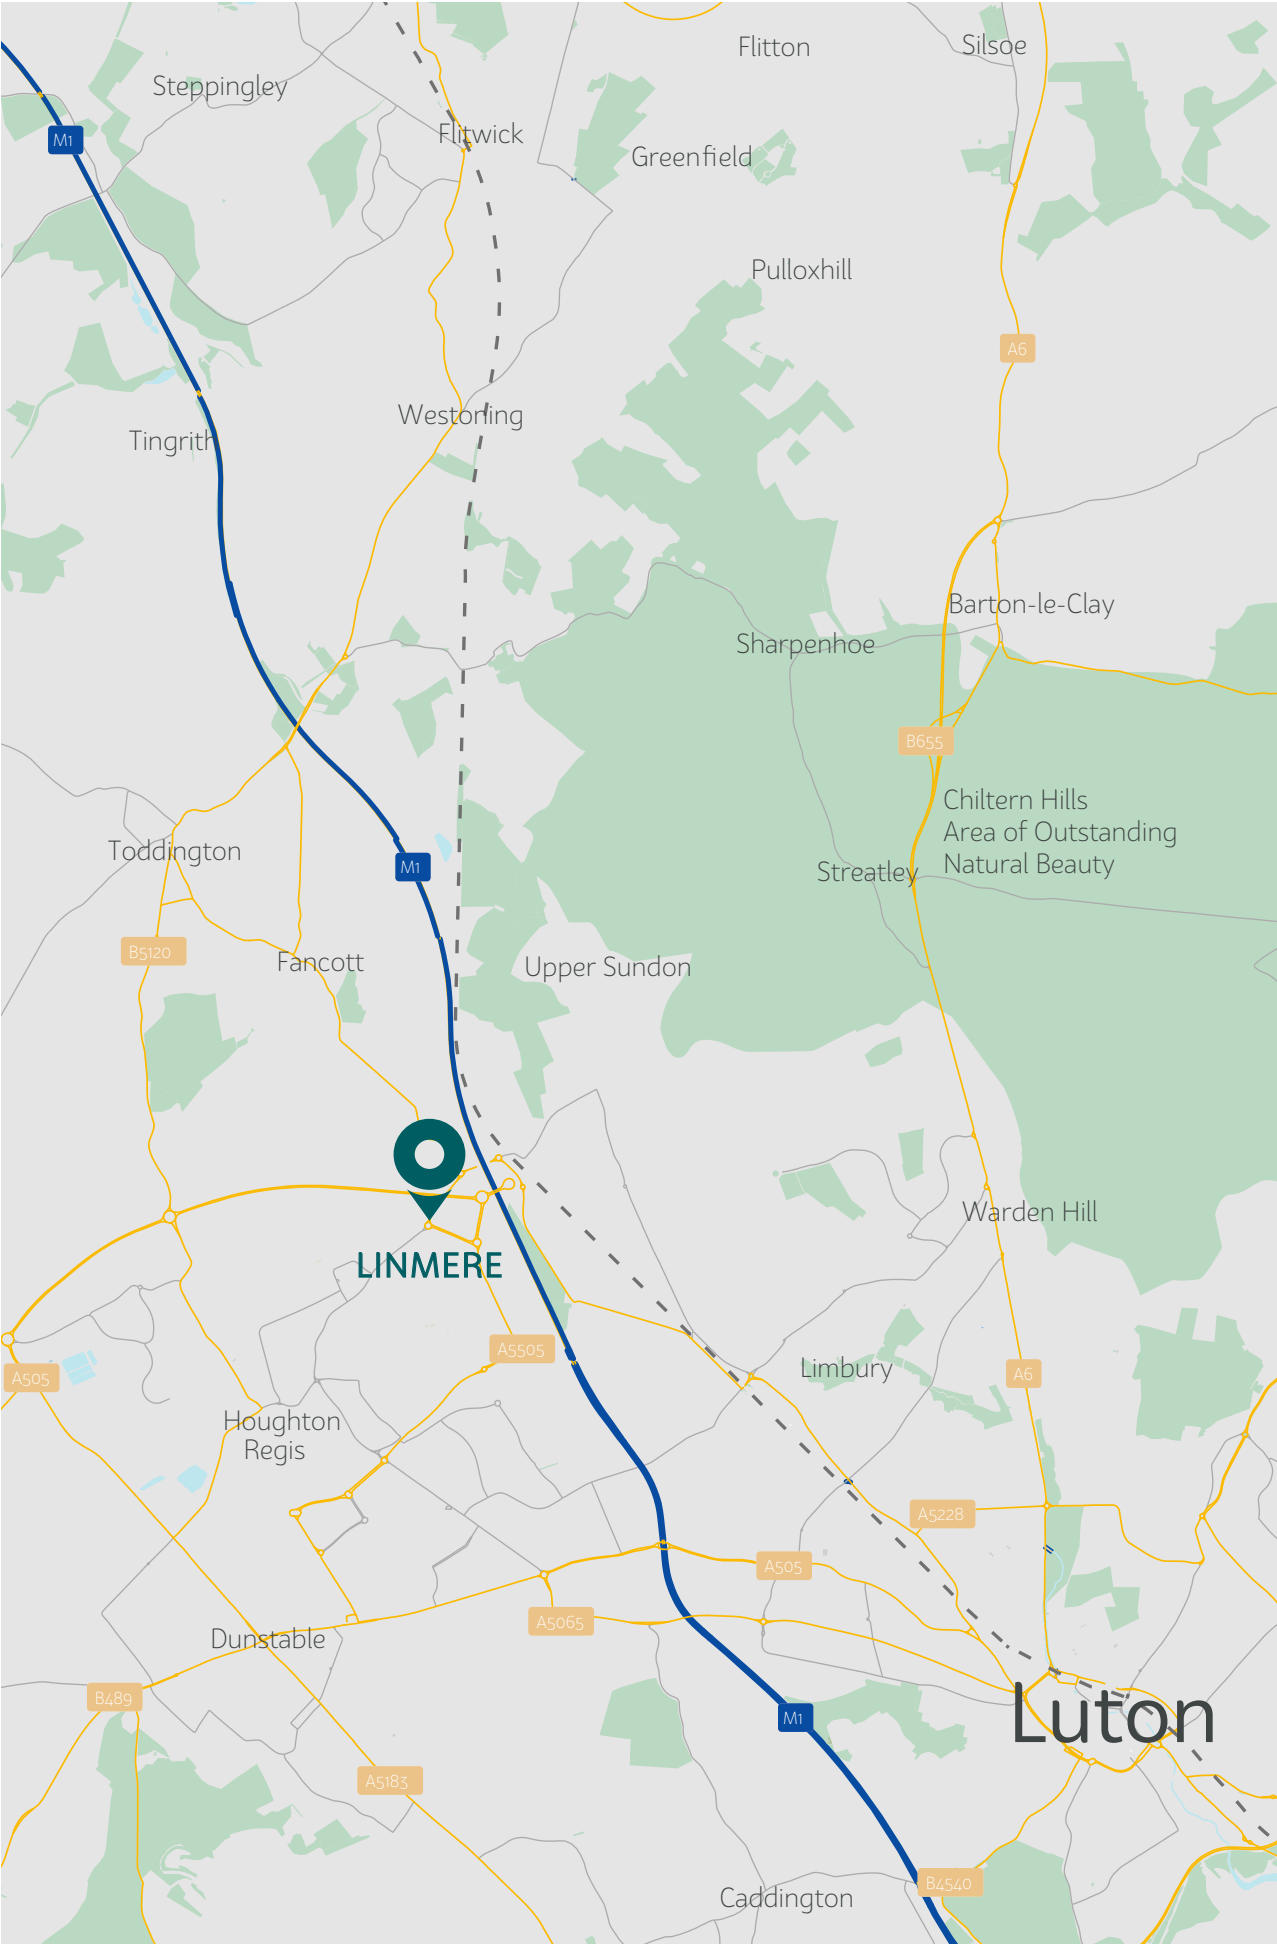 Flitton
Silsoe
Steppingley
M1
Flitwick
Greenfield
Pulloxhill
A6
Westoning
Tingrith
Barton-le-Clay
Sharpenhoe
B655
Chiltern Hills
Area of Outstanding
Natural Beauty
Toddington
M1
Streatley
B5120
Fancott
Upper Sundon
Warden Hill
LINMERE
A5505
A505
Limbury
A6
Houghton
Regis
A5228
A505
A5065
Dunstable
B489
M1
Luton
A5183
B4540
Caddington